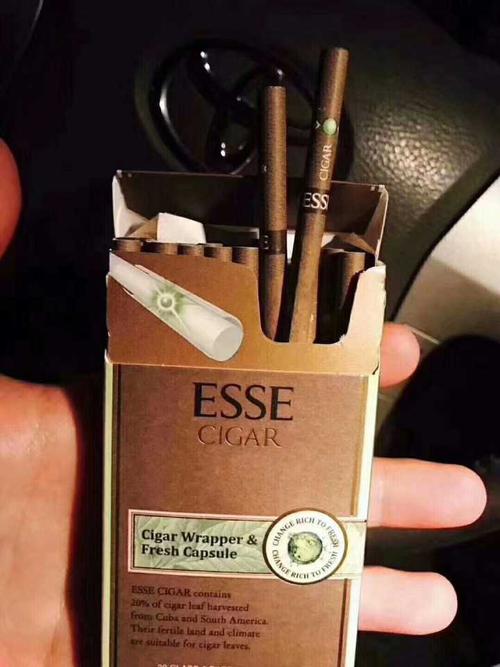 CIGAR
ESS
E
ESSE
CIGAR
Cigar Wrapper &
Fresh Capsule
CHANGE RICH TO FRESH
CHANGE RICH TO FRESH
ESSE CIGAR contains
20% of cigar leaf harvested
from Cuba and South America.
Their fertile land and climate
are suitable for cigar leaves.